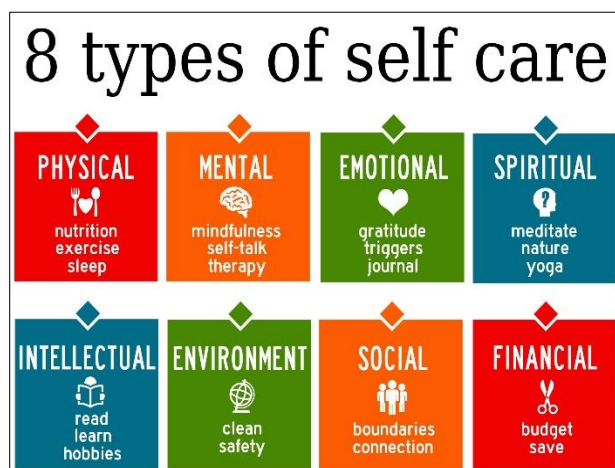 8 types of self care
PHYSICAL
nutrition
exercise
sleep
MENTAL
mindfulness
self-talk
therapy
EMOTIONAL
gratitude
triggers
journal
SPIRITUAL
?
meditate
nature
yoga
INTELLECTUAL
read
learn
hobbies
ENVIRONMENT
clean
safety
SOCIAL
boundaries
connection
FINANCIAL
budget
save